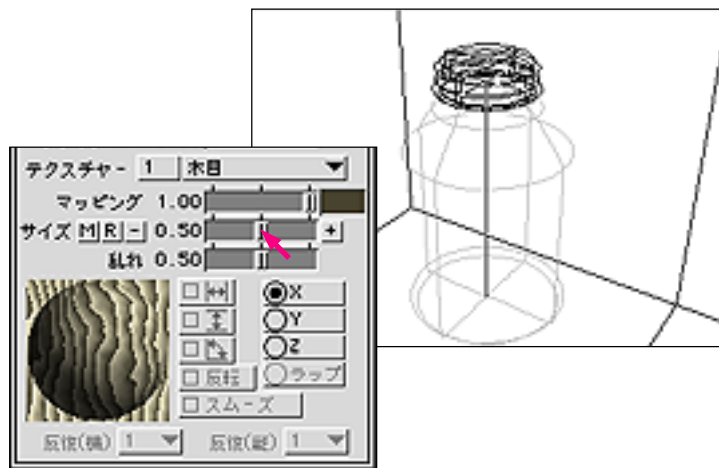 テクスチャー 1 木目
マッピング 1.00
サイズ M R - 0.50 +
乱れ 0.50
X
Y
Z
反転 ラップ
スムーズ
反復(横) 1 反復(縦) 1